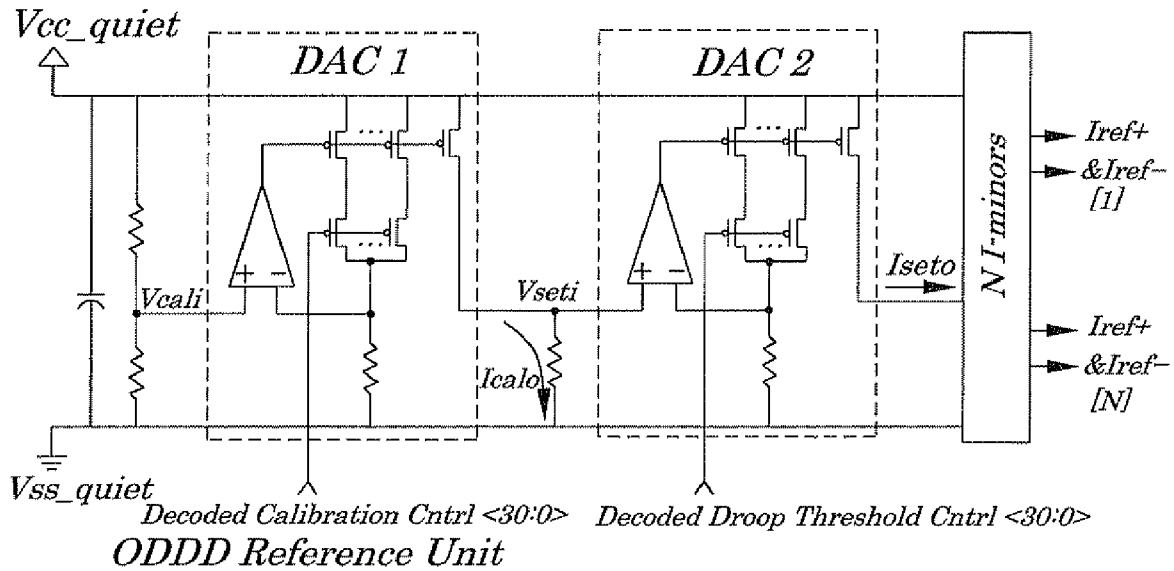 Vcc_quiet
DAC 1
DAC 2
Iref+
&Iref-
[1]
N I-minors
Iseto
+ -
+ -
Vcali
Vseti
Icalo
Iref+
&Iref-
[N]
Vss_quiet
Decoded Calibration Cntrl <30:0>
Decoded Droop Threshold Cntrl <30:0>
ODDD Reference Unit